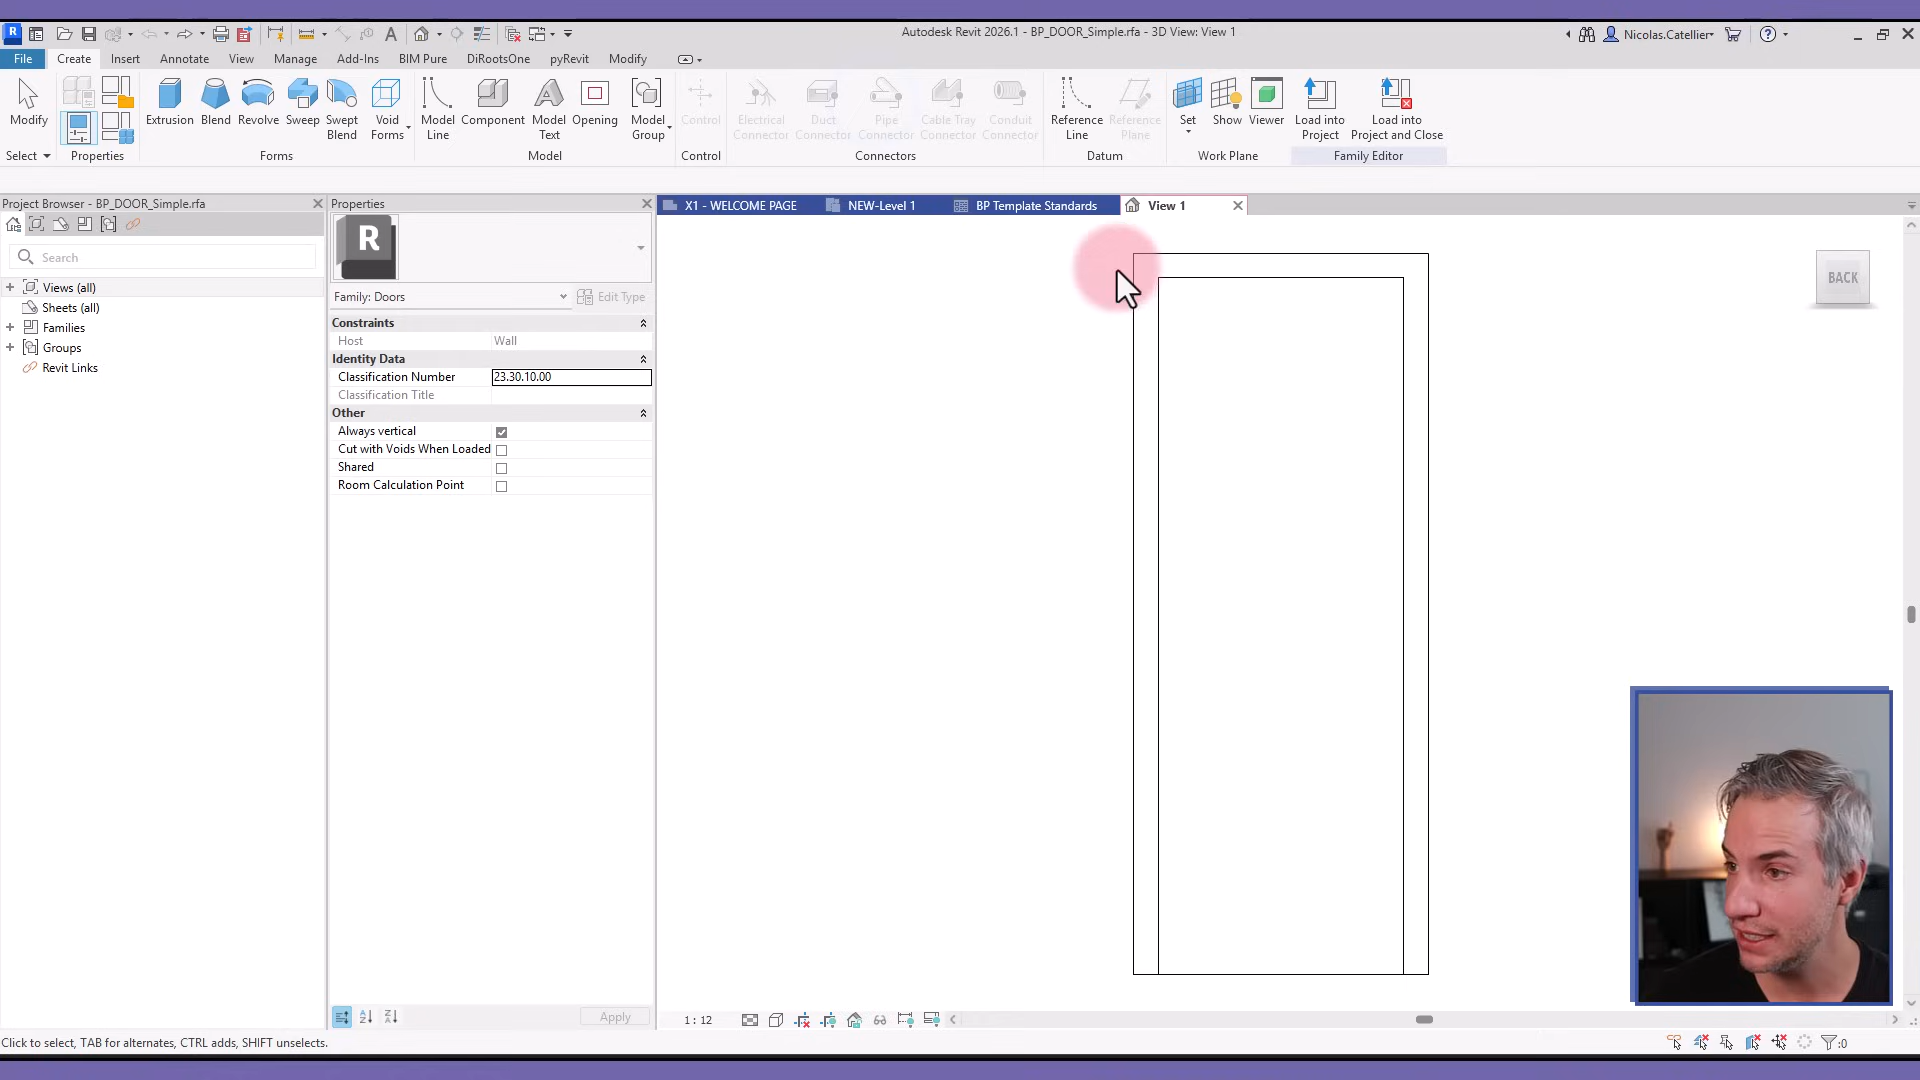 Autodesk Revit 2026.1 - BP_DOOR_Simple.rfa - 3D View: View 1
Nicolas.Catellier
File Create Insert Annotate View Manage Add-Ins BIM Pure DiRootsOne pyRevit Modify
Modify
Extrusion Blend Revolve Sweep Swept Blend Void Forms
Model Line Component Model Text Opening Model Group
Control
Electrical Connector Duct Connector Pipe Connector Cable Tray Connector Conduit Connector
Reference Line Reference Plane
Set Show Viewer
Load into Project Load into Project and Close
Select Properties Forms Model Control Connectors Datum Work Plane Family Editor
Project Browser - BP_DOOR_Simple.rfa
Search
Views (all)
Sheets (all)
Families
Groups
Revit Links
Properties
R
Family: Doors Edit Type
Constraints
Host Wall
Identity Data
Classification Number 23.30.10.00
Classification Title
Other
Always vertical
Cut with Voids When Loaded
Shared
Room Calculation Point
Apply
X1 - WELCOME PAGE NEW-Level 1 BP Template Standards View 1
BACK
1 : 12
Click to select, TAB for alternates, CTRL adds, SHIFT unselects.
:0